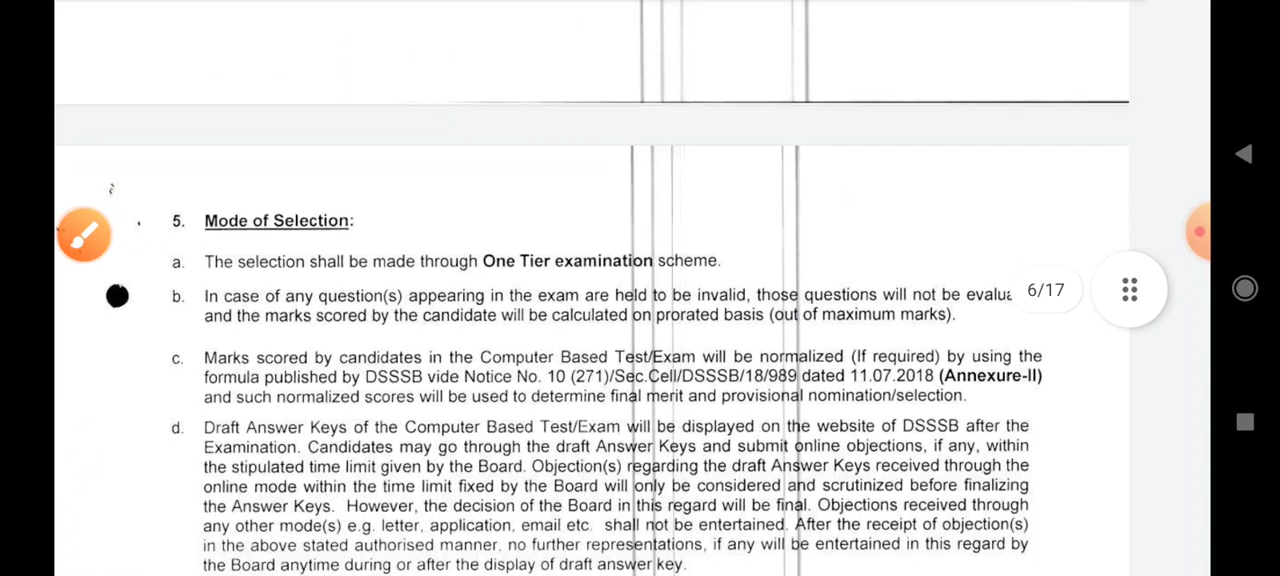 5. Mode of Selection:
a. The selection shall be made through One Tier examination scheme.
b. In case of any question(s) appearing in the exam are held to be invalid, those questions will not be
6/17
and the marks scored by the candidate will be calculated on prorated basis (out of maximum marks).
c. Marks scored by candidates in the Computer Based Test/Exam will be normalized (If required) by using the
formula published by DSSSB vide Notice No. 10 (271)/Sec.Cell/DSSSB/18/989 dated 11.07.2018 (Annexure-II)
and such normalized scores will be used to determine final merit and provisional nomination/selection.
d. Draft Answer Keys of the Computer Based Test/Exam will be displayed on the website of DSSSB after the
Examination. Candidates may go through the draft Answer Keys and submit online objections, if any, within
the stipulated time limit given by the Board. Objection(s) regarding the draft Answer Keys received through the
online mode within the time limit fixed by the Board will only be considered and scrutinized before finalizing
the Answer Keys. However, the decision of the Board in this regard will be final. Objections received through
any other mode(s) e.g. letter, application, email etc. shall not be entertained. After the receipt of objection(s)
in the above stated authorised manner, no further representations, if any will be entertained in this regard by
the Board anytime during or after the display of draft answer key.